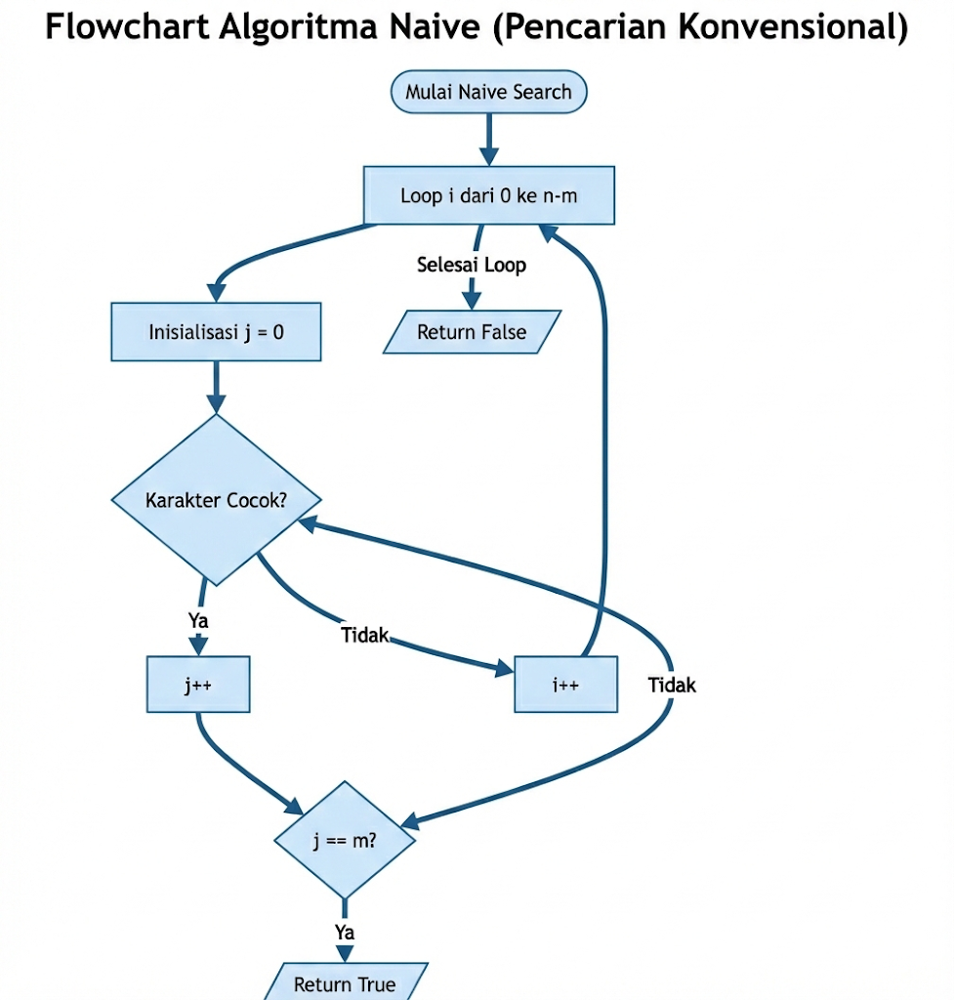 Flowchart Algoritma Naive (Pencarian Konvensional)
Mulai Naive Search
Loop i dari 0 ke n-m
Selesai Loop
Inisialisasi j = 0
Return False
Karakter Cocok?
Ya
Tidak
j++
i++
Tidak
j == m?
Ya
Return True